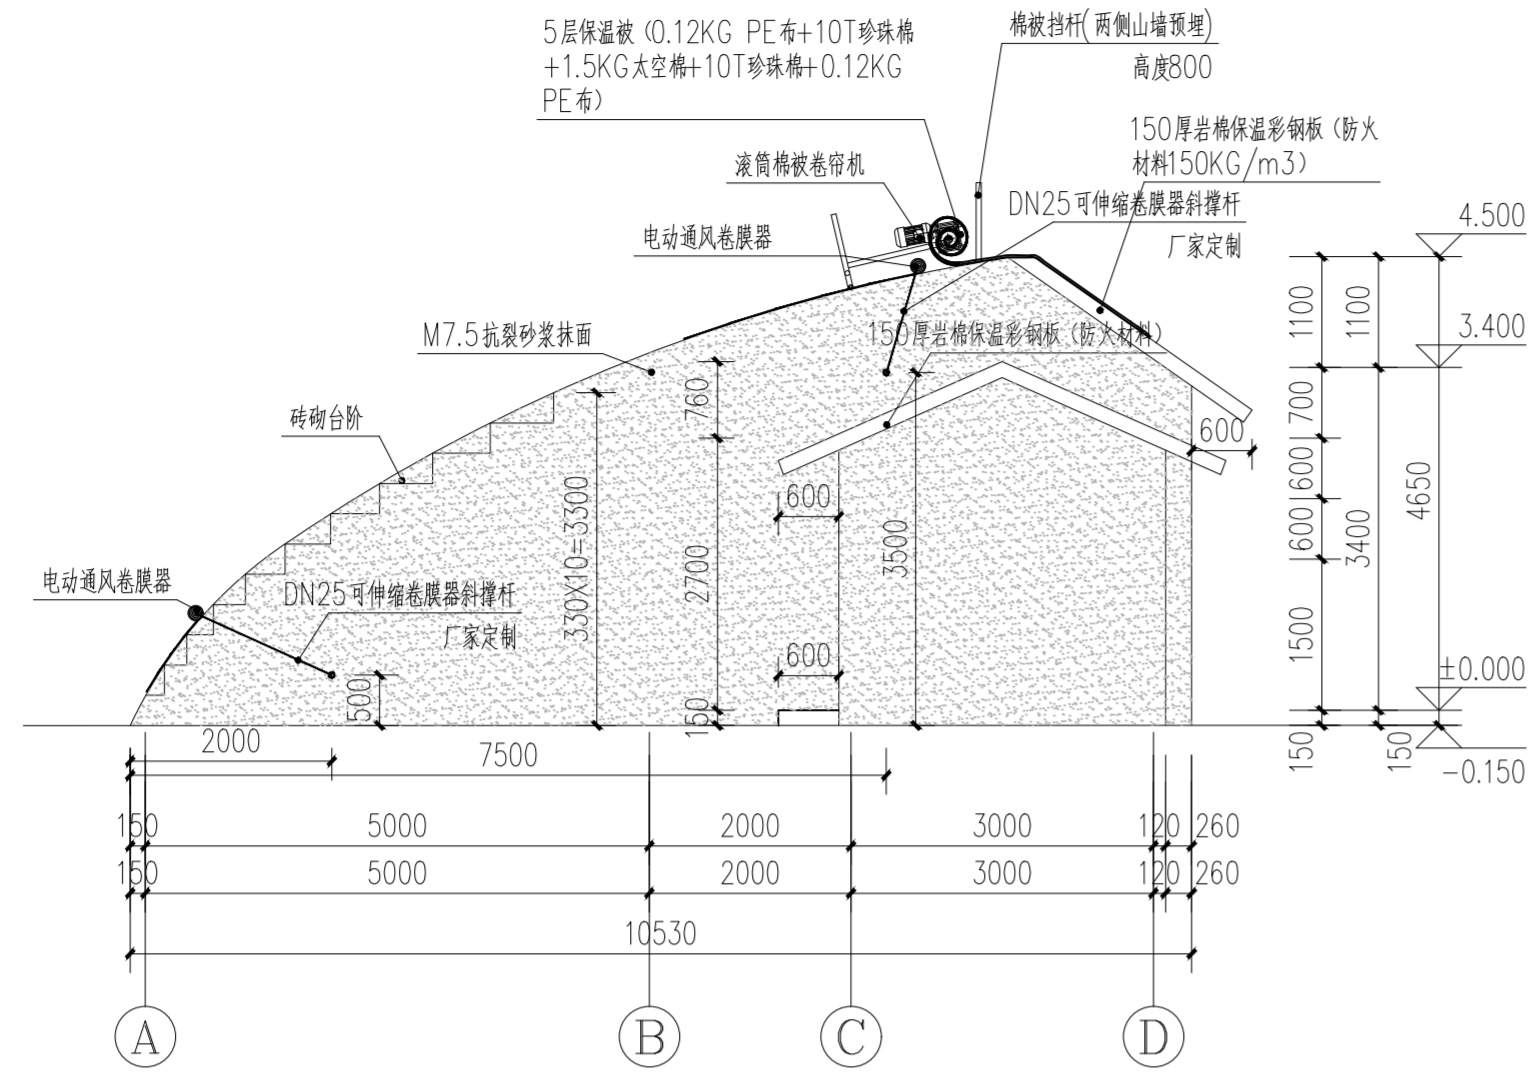 5层保温被（0.12KG PE布+10T珍珠棉
+1.5KG太空棉+10T珍珠棉+0.12KG
PE布）
棉被挡杆(两侧山墙预埋)
高度800
150厚岩棉保温彩钢板（防火
材料150KG/m3）
滚筒棉被卷帘机
DN25可伸缩卷膜器斜撑杆
厂家定制
电动通风卷膜器
4.500
M7.5抗裂砂浆抹面
150厚岩棉保温彩钢板（防火材料）
1100
1100
3.400
760
700
砖砌台阶
600
600
4650
330X10=3300
600
3500
600
3400
2700
电动通风卷膜器
DN25可伸缩卷膜器斜撑杆
厂家定制
1500
600
±0.000
500
150
2000
7500
150
150
-0.150
150
5000
2000
3000
120
260
150
5000
2000
3000
120
260
10530
A
B
C
D